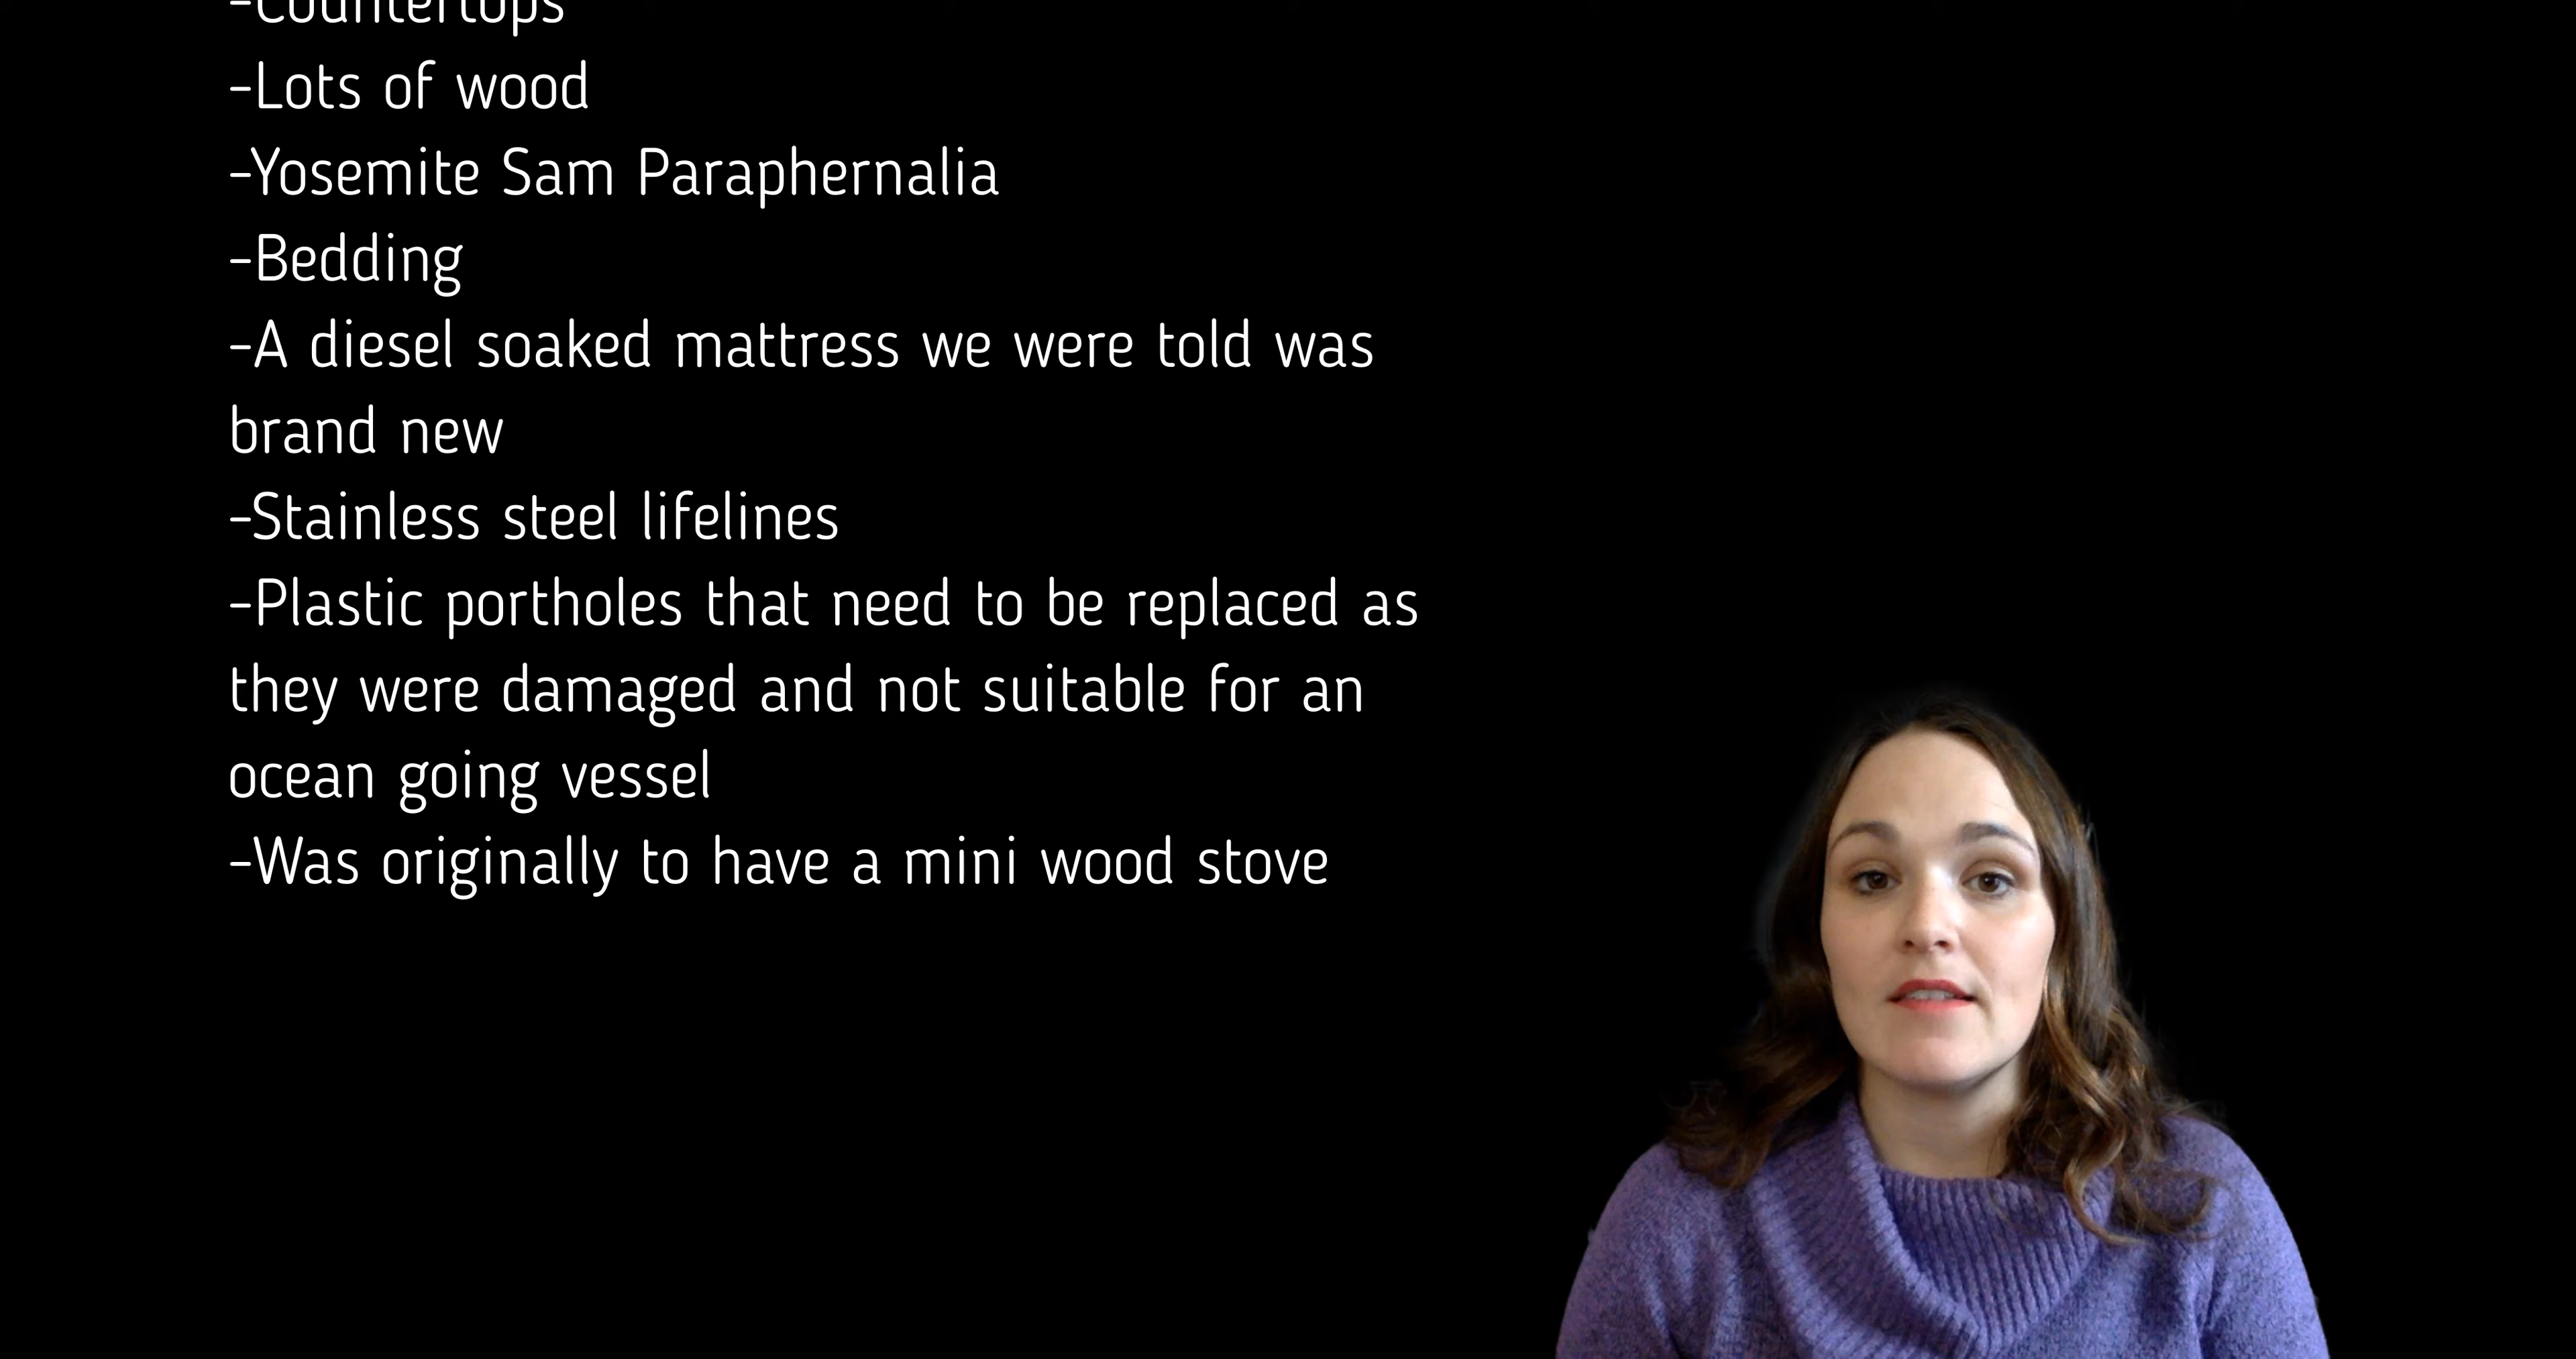 -Countertops
-Lots of wood
-Yosemite Sam Paraphernalia
-Bedding
-A diesel soaked mattress we were told was
brand new
-Stainless steel lifelines
-Plastic portholes that need to be replaced as
they were damaged and not suitable for an
ocean going vessel
-Was originally to have a mini wood stove